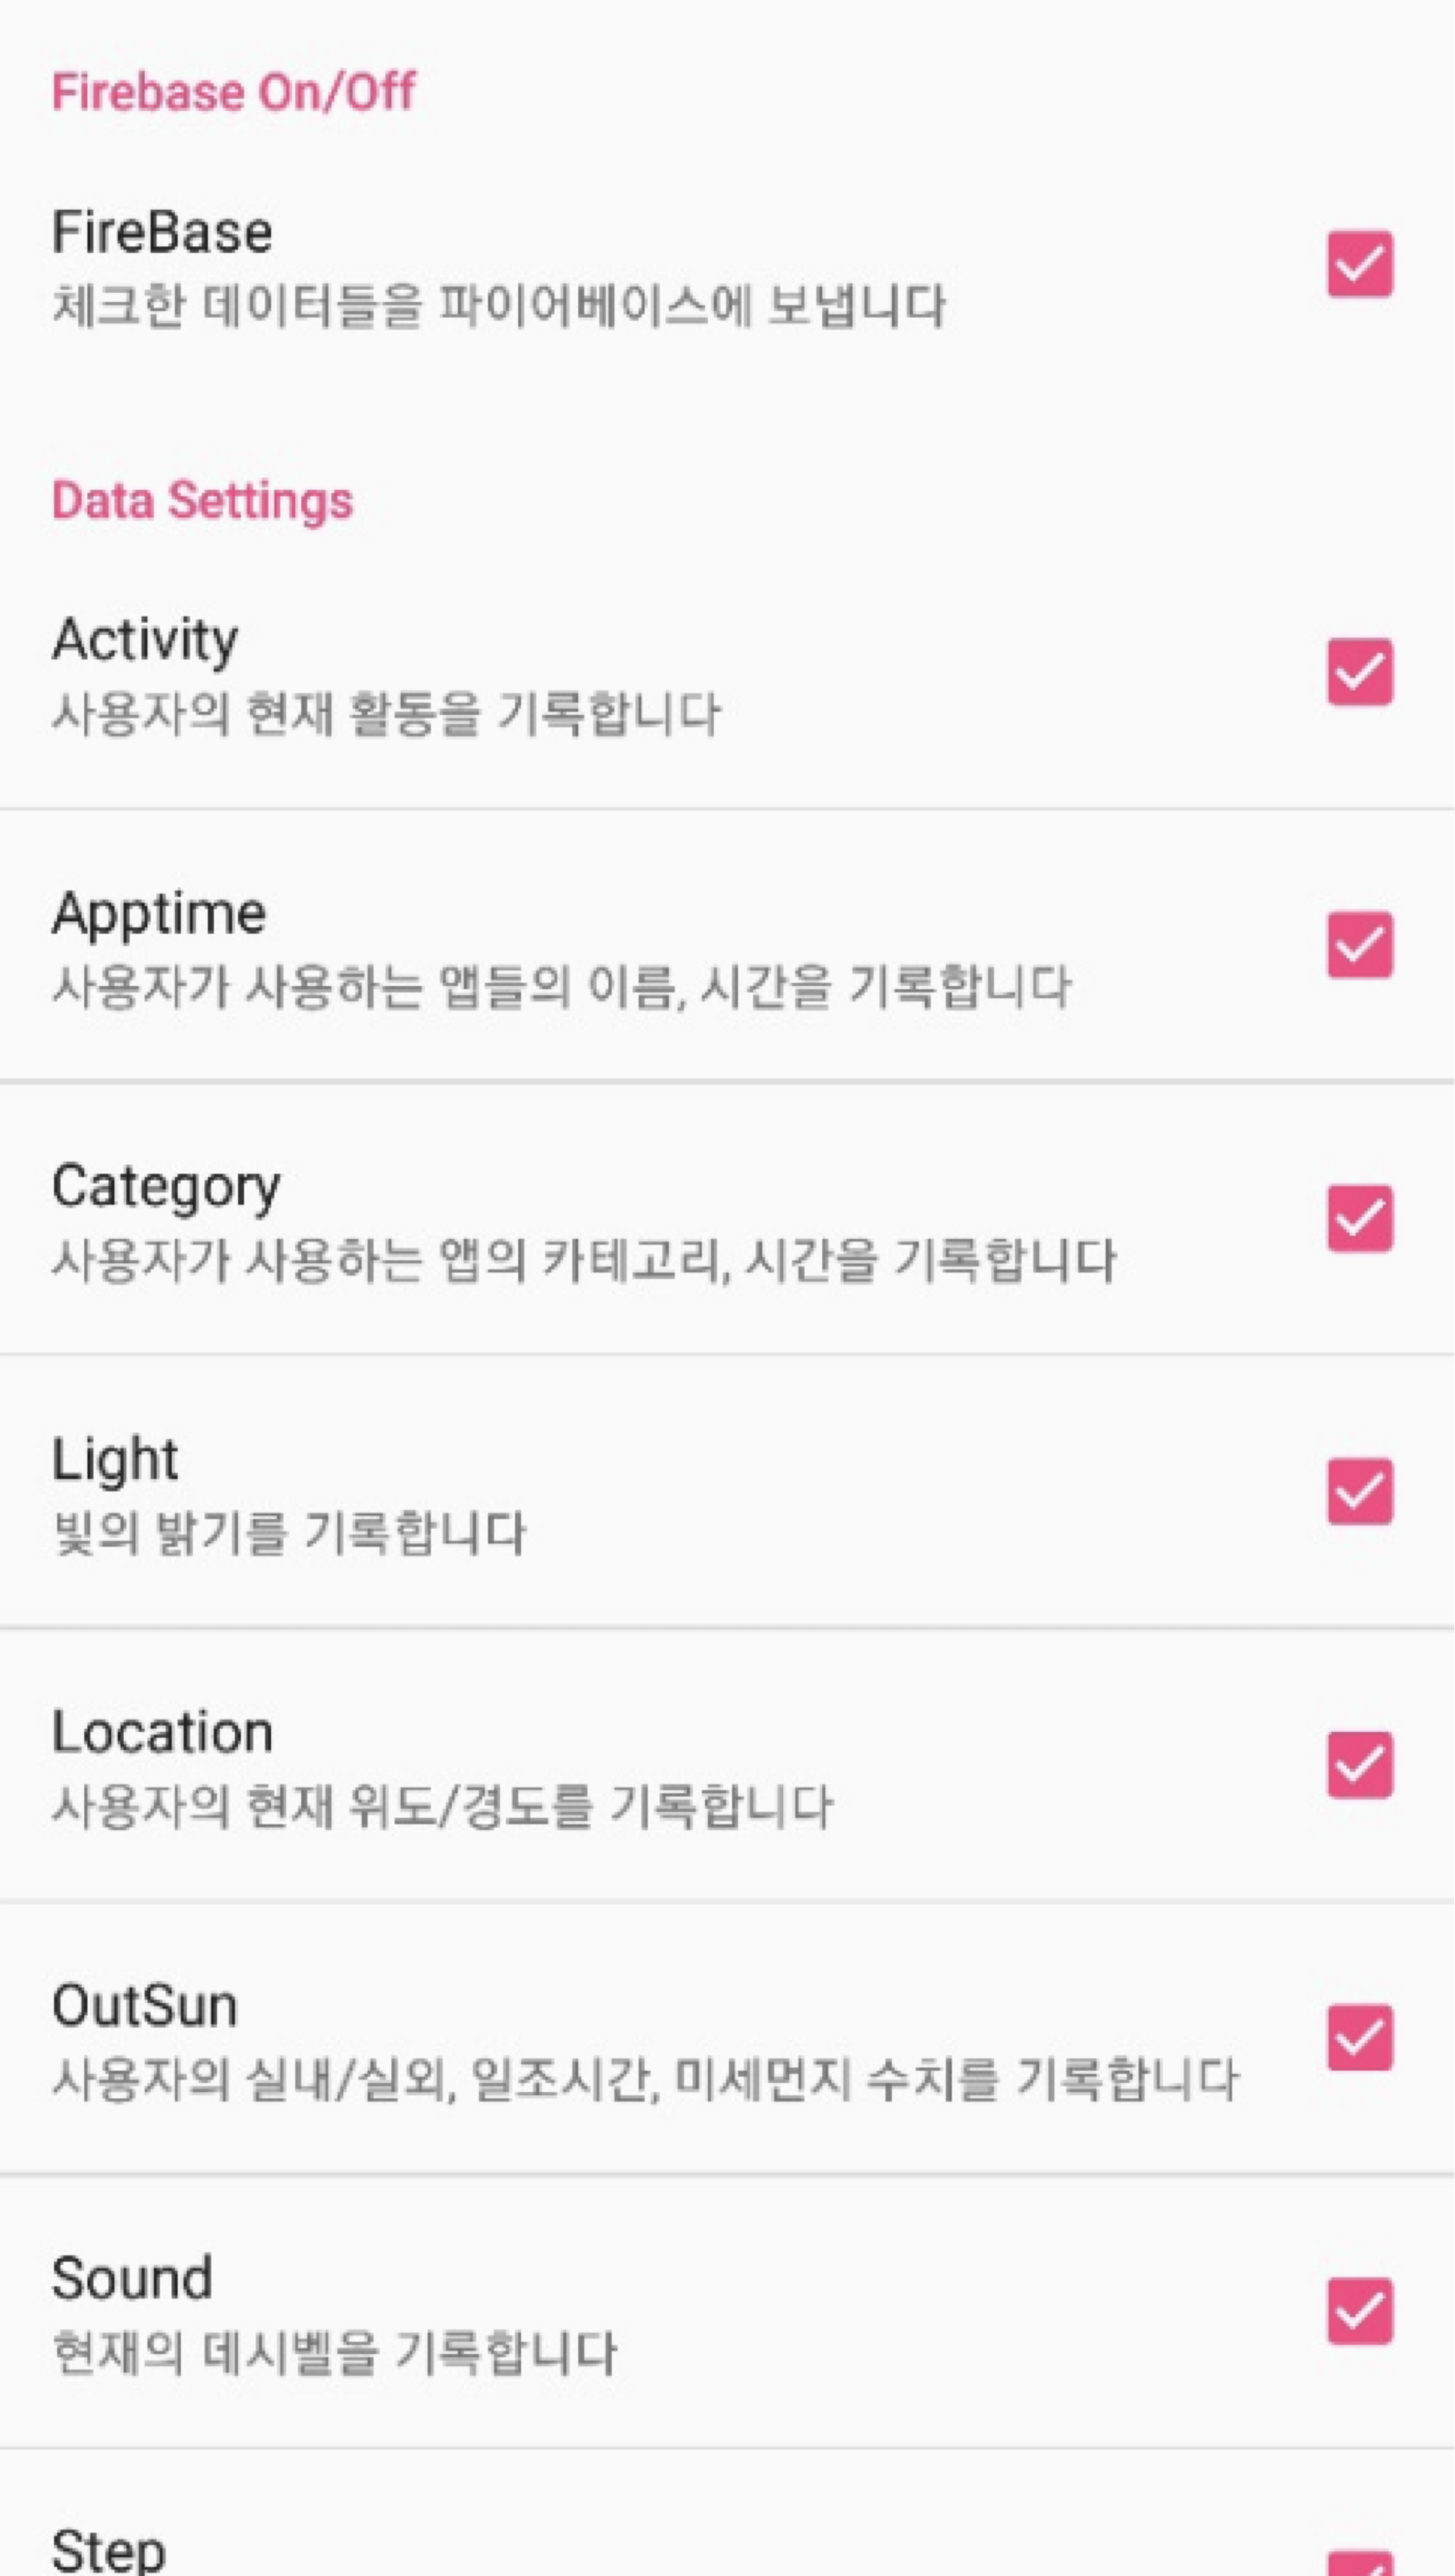 Firebase On/Off
FireBase
체크한 데이터들을 파이어베이스에 보냅니다
Data Settings
Activity
사용자의 현재 활동을 기록합니다
Apptime
사용자가 사용하는 앱들의 이름, 시간을 기록합니다
Category
사용자가 사용하는 앱의 카테고리, 시간을 기록합니다
Light
빛의 밝기를 기록합니다
Location
사용자의 현재 위도/경도를 기록합니다
OutSun
사용자의 실내/실외, 일조시간, 미세먼지 수치를 기록합니다
Sound
현재의 데시벨을 기록합니다
Step